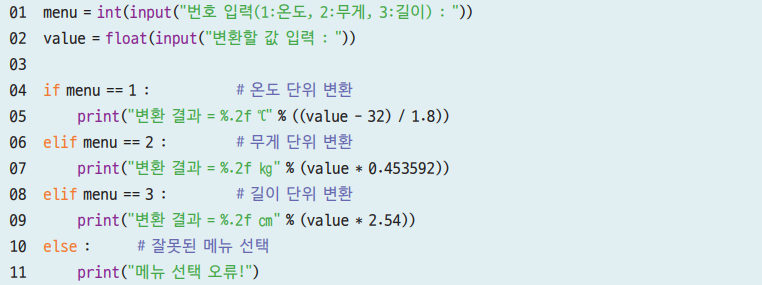 01 menu = int(input("번호 입력(1:온도, 2:무게, 3:길이) : "))
02 value = float(input("변환할 값 입력 : "))
03
04 if menu == 1 : # 온도 단위 변환
05 print("변환 결과 = %.2f ℃" % ((value - 32) / 1.8))
06 elif menu == 2 : # 무게 단위 변환
07 print("변환 결과 = %.2f ㎏" % (value * 0.453592))
08 elif menu == 3 : # 길이 단위 변환
09 print("변환 결과 = %.2f ㎝" % (value * 2.54))
10 else : # 잘못된 메뉴 선택
11 print("메뉴 선택 오류!")